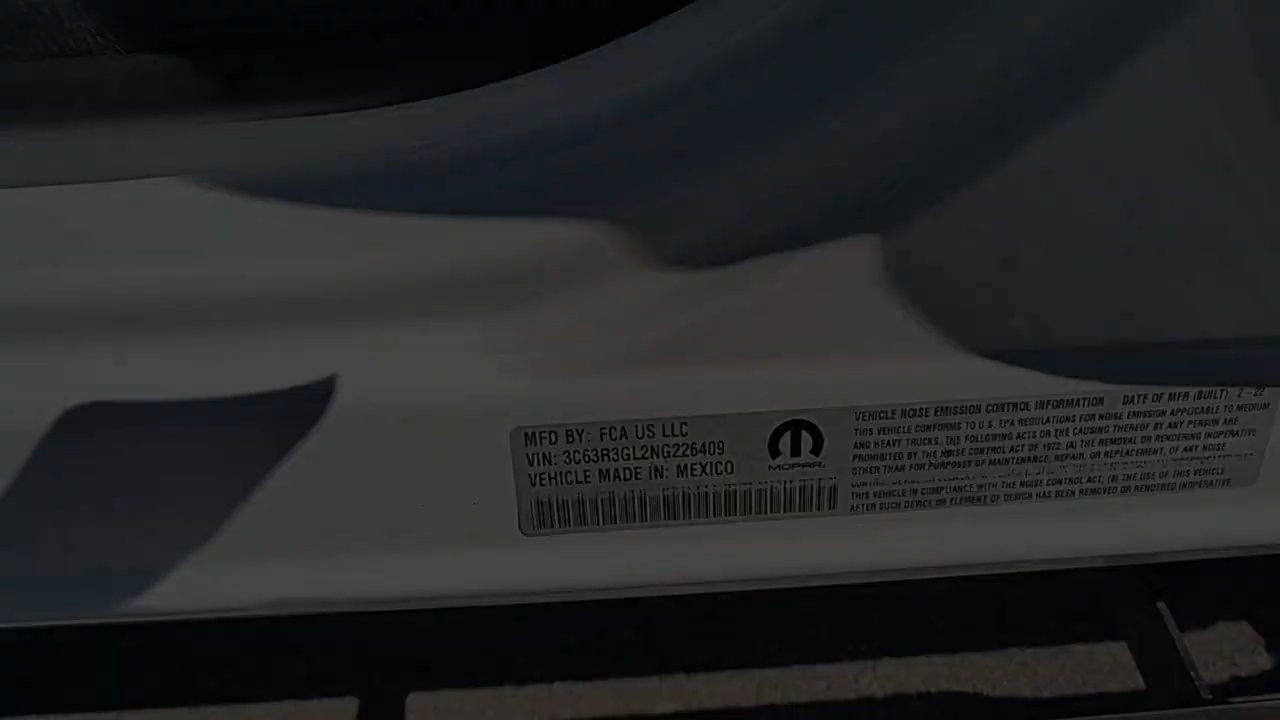 MFD BY: FCA US LLC
VIN: 3C63R3GL2NG226409
VEHICLE MADE IN: MEXICO
MOPAR
VEHICLE NOISE EMISSION CONTROL INFORMATION DATE OF MFR (BUILT) 2-22
THIS VEHICLE CONFORMS TO U.S. EPA REGULATIONS FOR NOISE EMISSION APPLICABLE TO MEDIUM
AND HEAVY TRUCKS. THE FOLLOWING ACTS OR THE CAUSING THEREOF BY ANY PERSON ARE
PROHIBITED BY THE NOISE CONTROL ACT OF 1972. (A) THE REMOVAL OR RENDERING INOPERATIVE
OTHER THAN FOR PURPOSES OF MAINTENANCE, REPAIR, OR REPLACEMENT, OF ANY NOISE
THIS VEHICLE IN COMPLIANCE WITH THE NOISE CONTROL ACT, (B) THE USE OF THIS VEHICLE
AFTER SUCH DEVICE OR ELEMENT OF DESIGN HAS BEEN REMOVED OR RENDERED INOPERATIVE